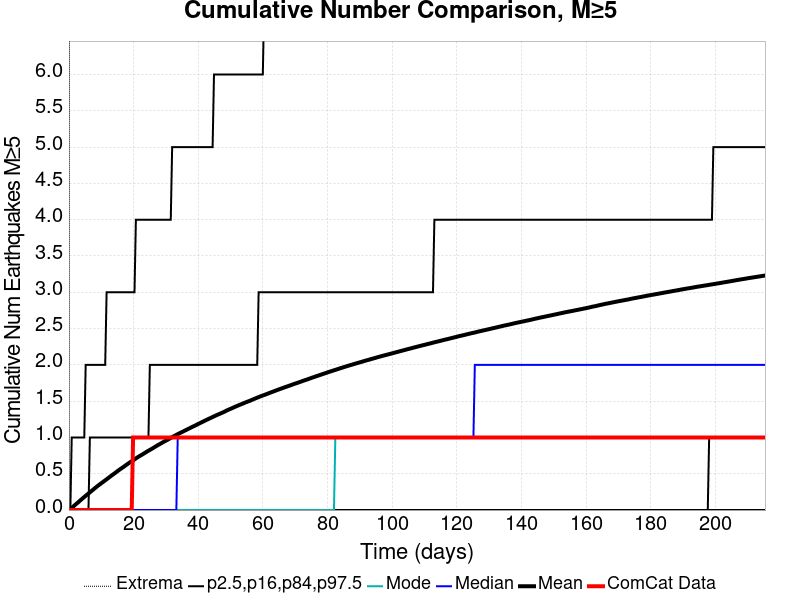 Cumulative Number Comparison, M≥5
Cumulative Num Earthquakes M≥5
6.0
5.5
5.0
4.5
4.0
3.5
3.0
2.5
2.0
1.5
1.0
0.5
0.0
0 20 40 60 80 100 120 140 160 180 200
Time (days)
Extrema p2.5,p16,p84,p97.5 Mode Median Mean ComCat Data